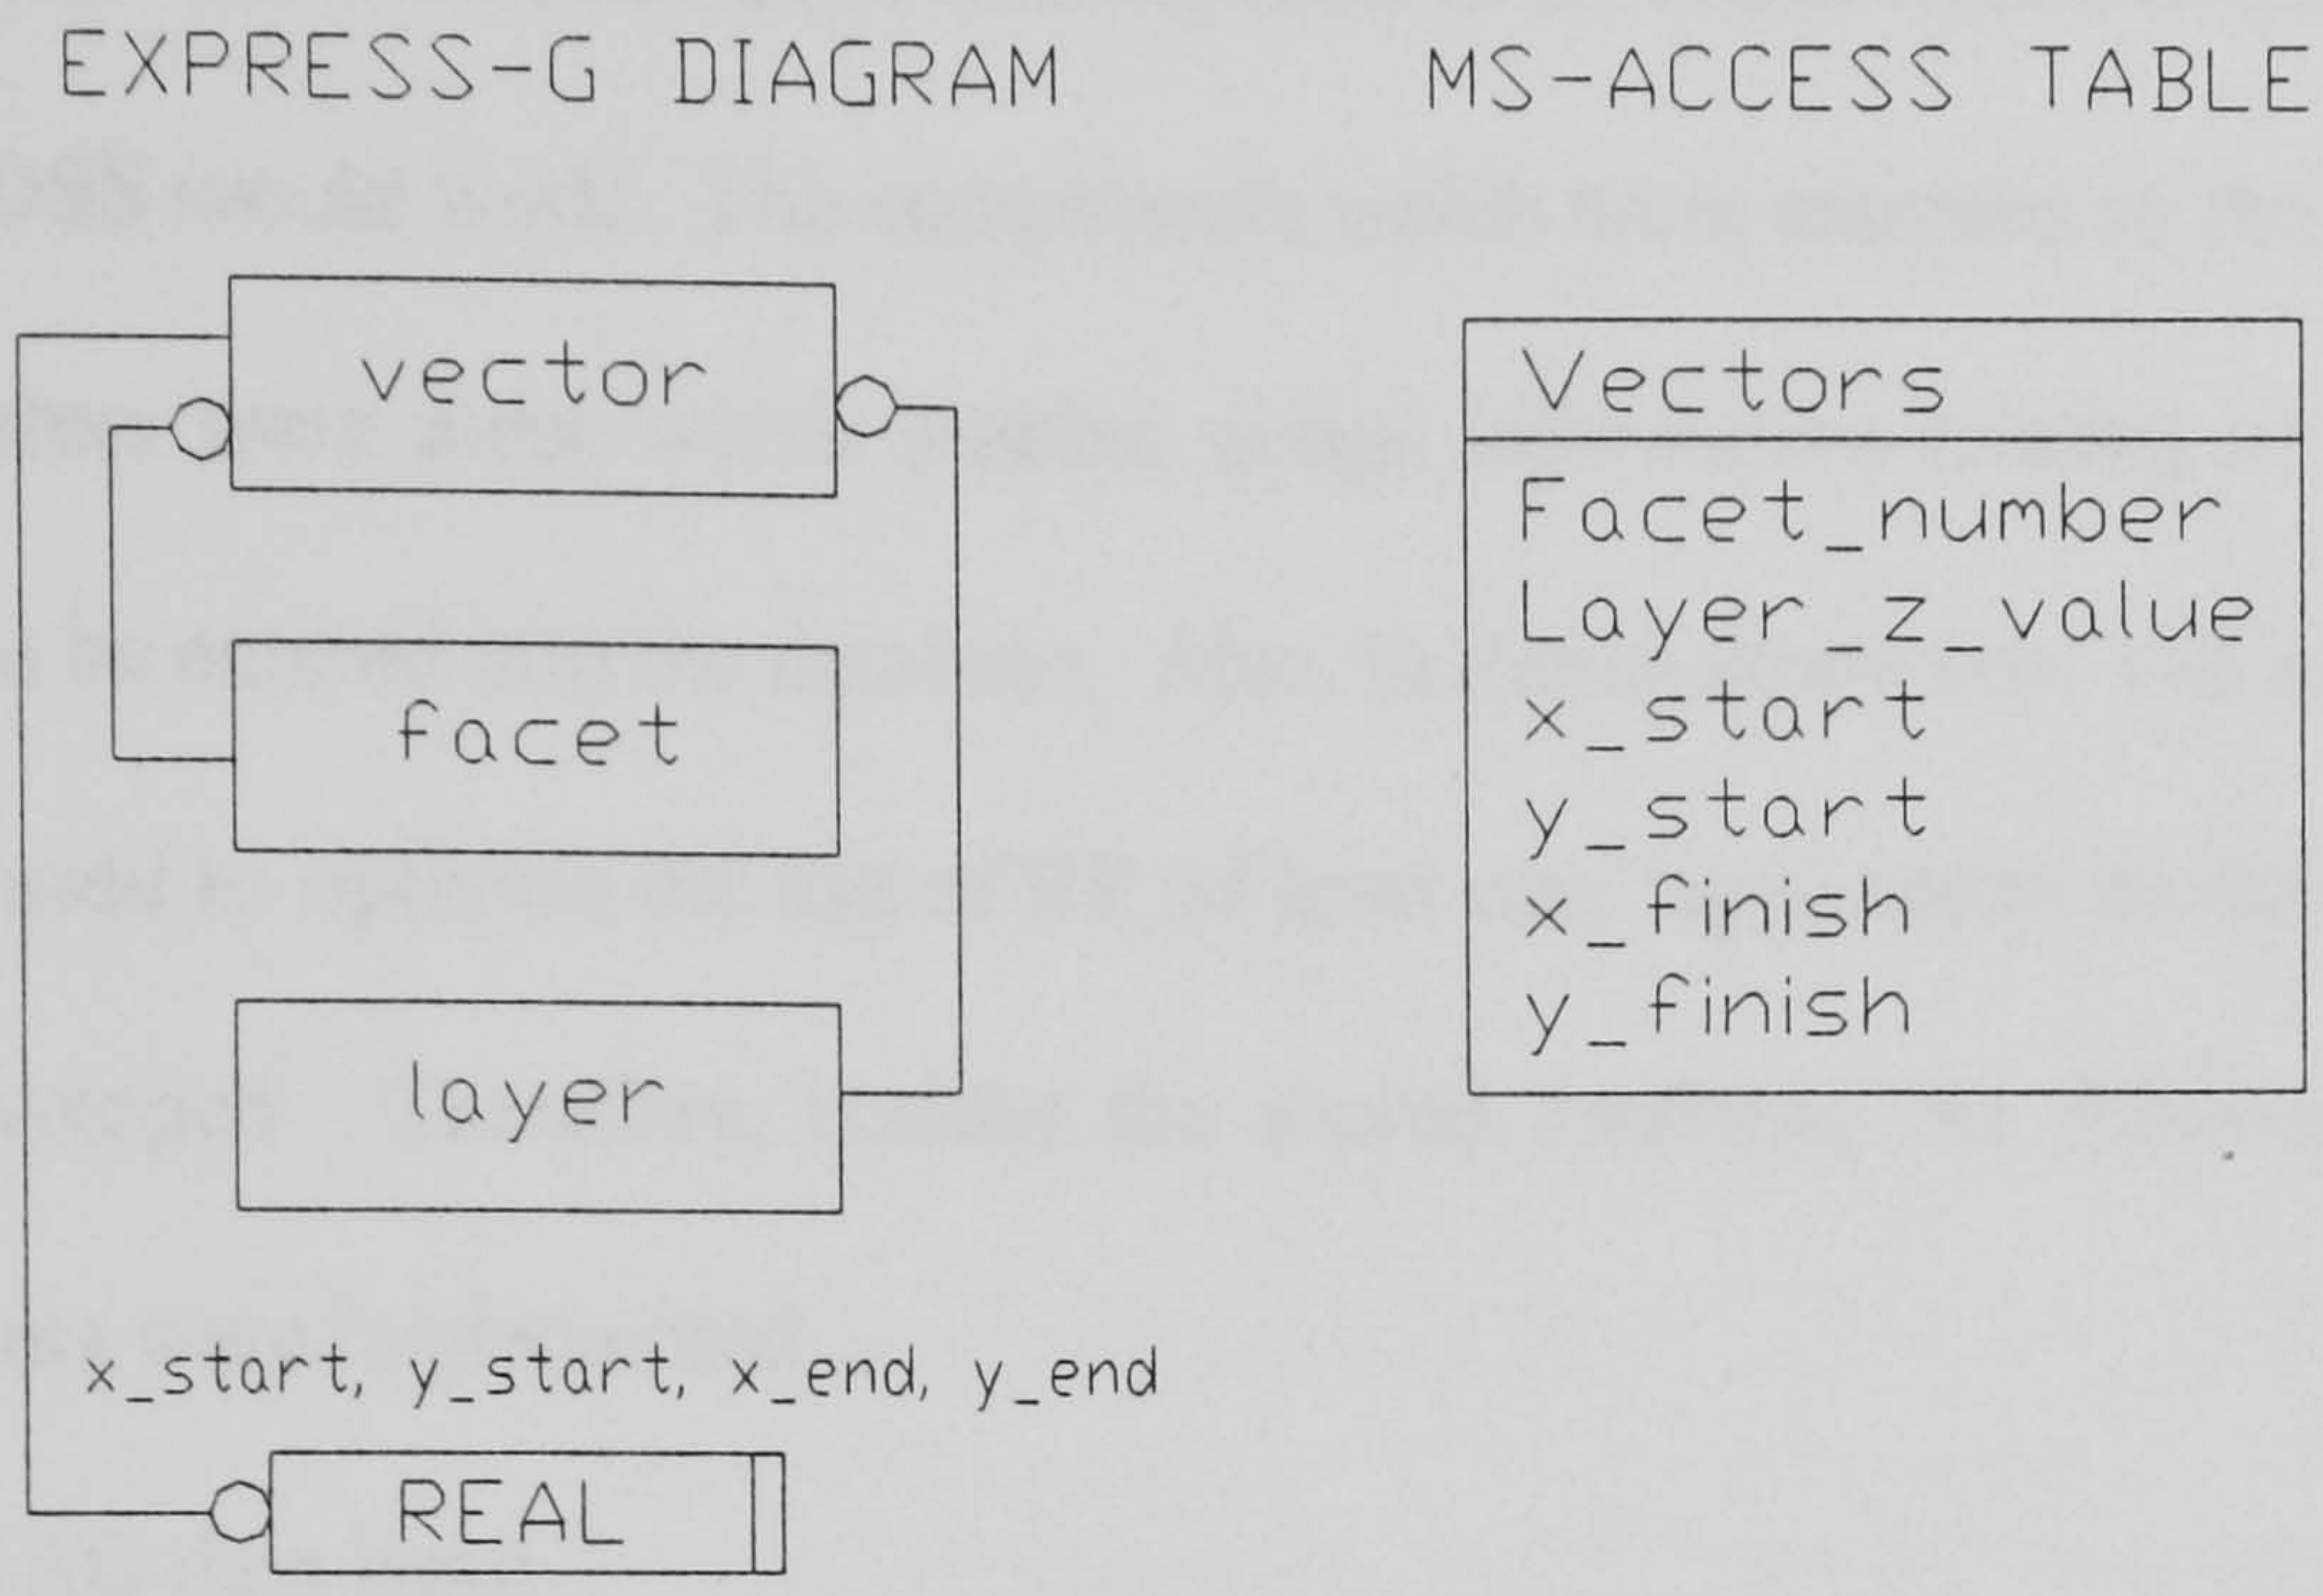 EXPRESS-G DIAGRAM
vector
facet
layer
x_start, y_start, x_end, y_end
REAL
MS-ACCESS TABLE
Vectors
Facet_number
Layer_z_value
x_start
y_start
x_finish
y_finish